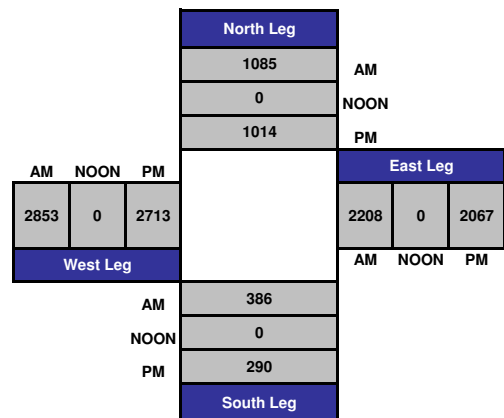 North Leg
1085 AM
0 NOON
1014 PM
AM NOON PM
East Leg
2853 0 2713
2208 0 2067
West Leg
AM NOON PM
AM 386
NOON 0
PM 290
South Leg